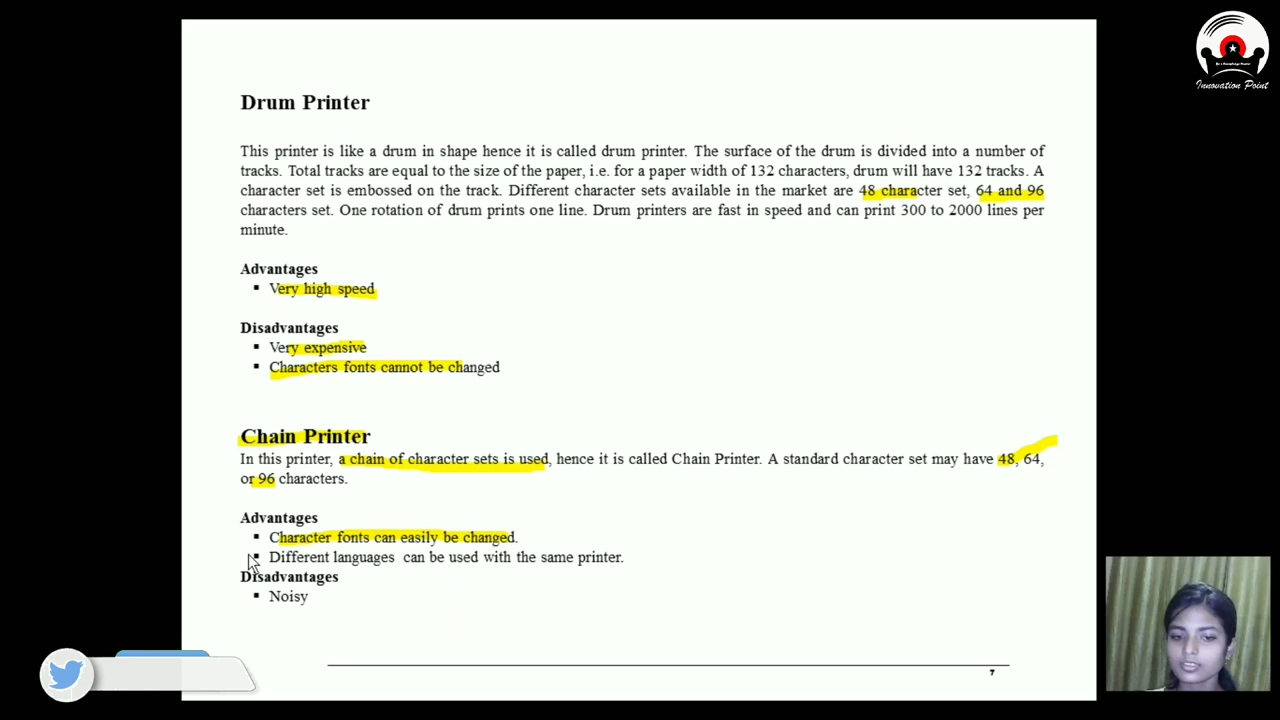 Drum Printer
This printer is like a drum in shape hence it is called drum printer. The surface of the drum is divided into a number of
tracks. Total tracks are equal to the size of the paper, i.e. for a paper width of 132 characters, drum will have 132 tracks. A
character set is embossed on the track. Different character sets available in the market are 48 character set, 64 and 96
characters set. One rotation of drum prints one line. Drum printers are fast in speed and can print 300 to 2000 lines per
minute.
Advantages
▪ Very high speed
Disadvantages
▪ Very expensive
▪ Characters fonts cannot be changed
Chain Printer
In this printer, a chain of character sets is used, hence it is called Chain Printer. A standard character set may have 48, 64,
or 96 characters.
Advantages
▪ Character fonts can easily be changed.
▪ Different languages can be used with the same printer.
Disadvantages
▪ Noisy
7
Innovation Point